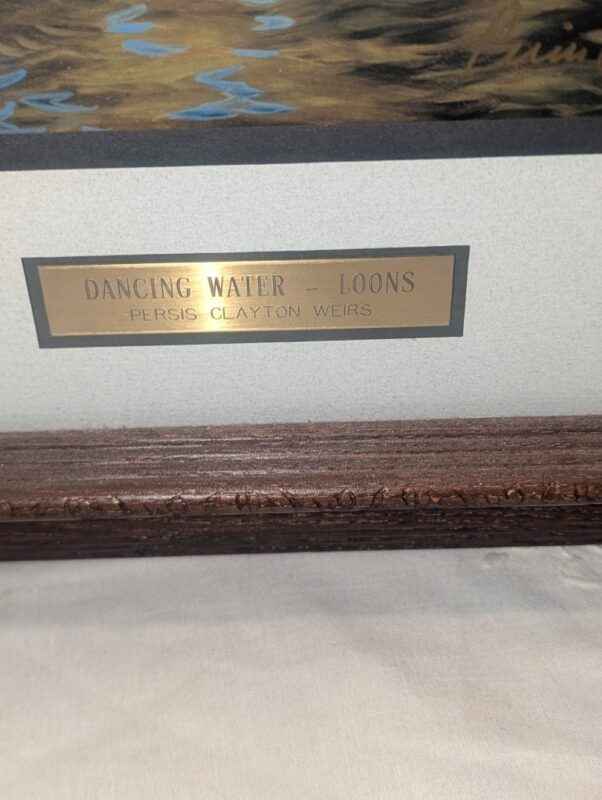 DANCING WATER - LOONS
PERSIS CLAYTON WEIRS